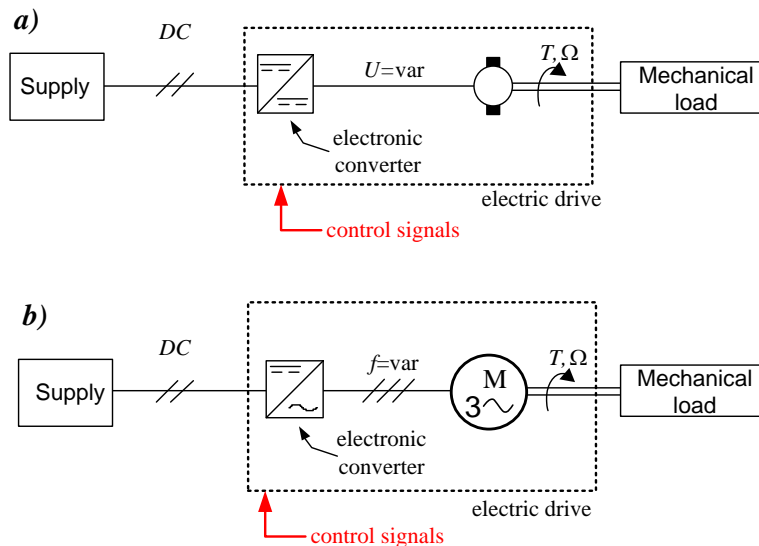 a)
DC
Supply
U=var
T, Ω
Mechanical
load
electronic
converter
electric drive
control signals
b)
DC
Supply
f=var
M
3
T, Ω
Mechanical
load
electronic
converter
electric drive
control signals